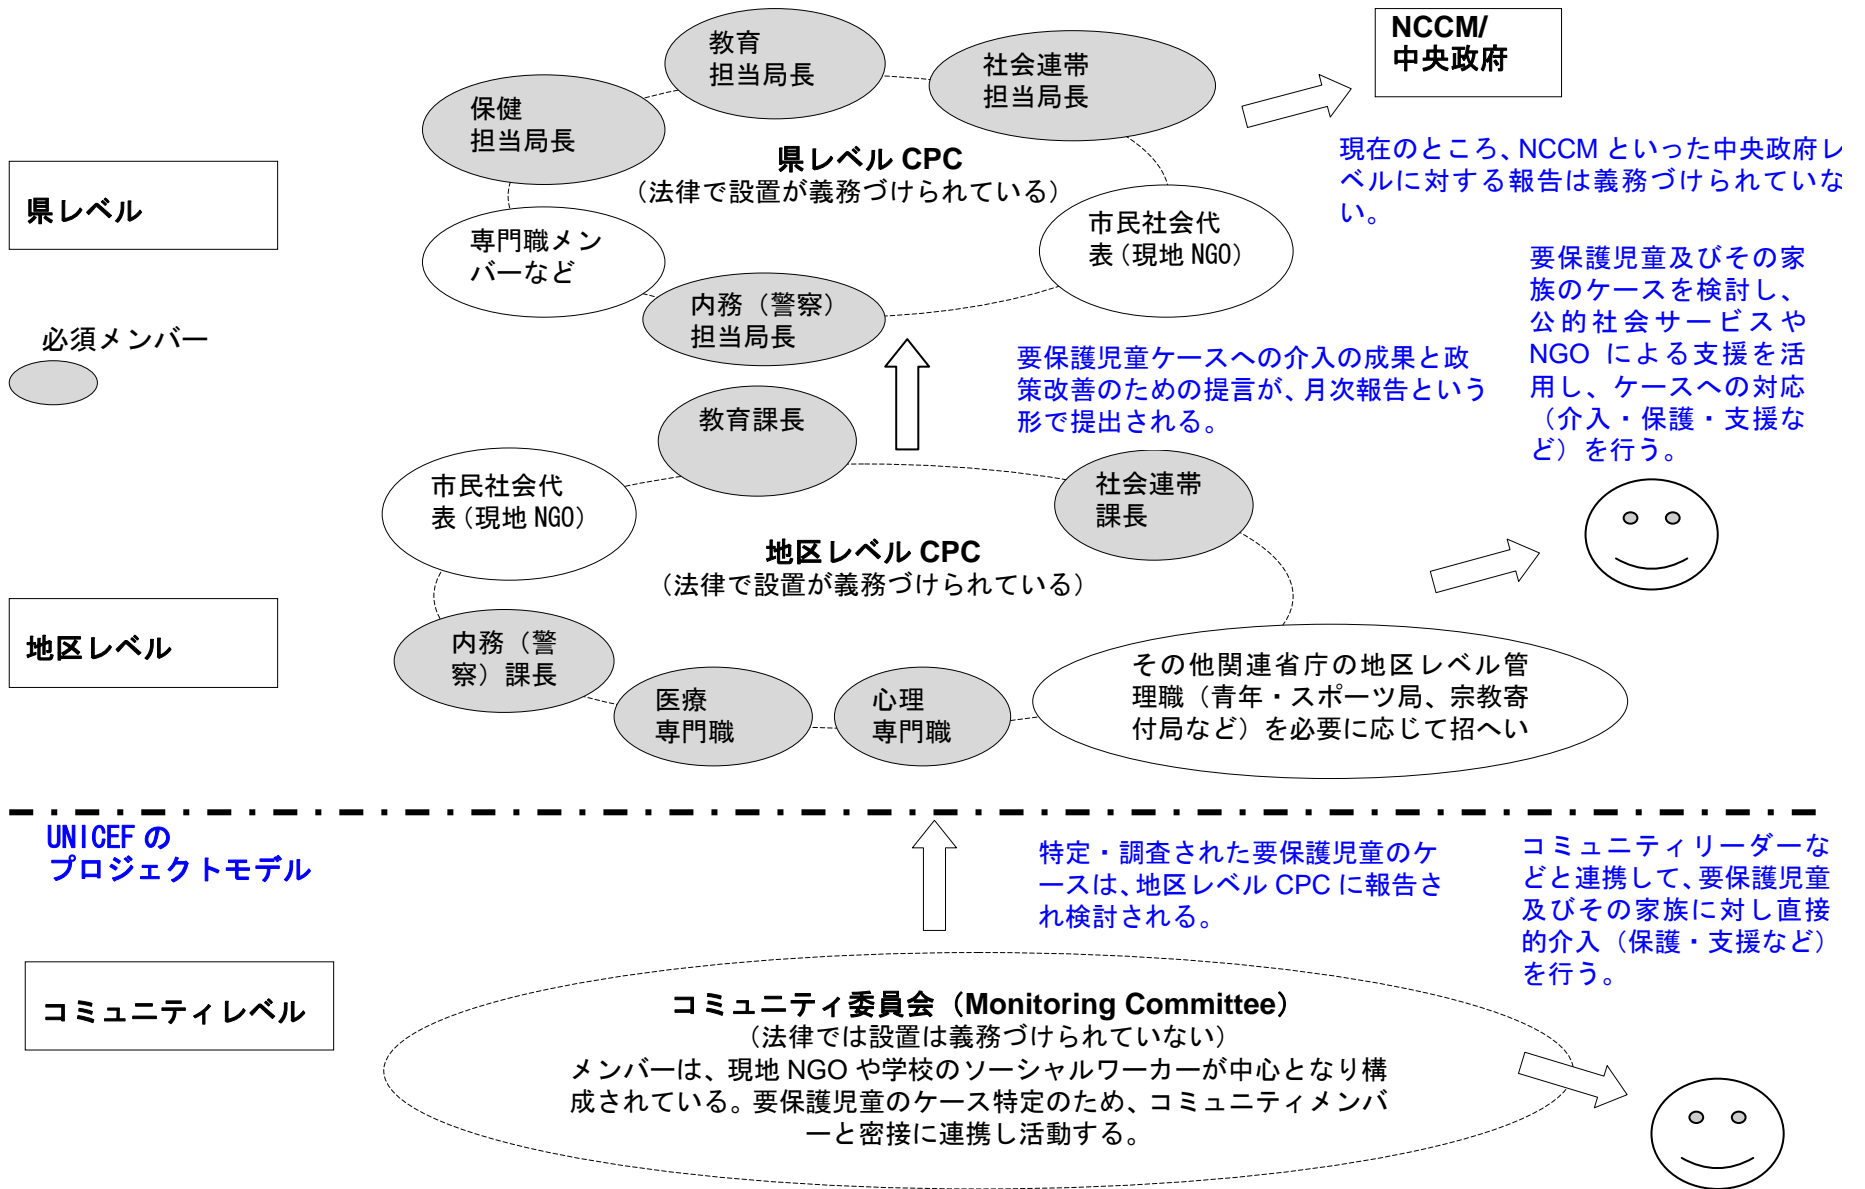 教育
担当局長
社会連帯
担当局長
NCCM/
中央政府
保健
担当局長
県レベル CPC
（法律で設置が義務づけられている）
現在のところ、NCCM といった中央政府レ
ベルに対する報告は義務づけられていな
い。
県レベル
専門職メン
バーなど
市民社会代
表（現地 NGO）
内務（警察）
担当局長
要保護児童及びその家
族のケースを検討し、
公的社会サービスや
NGO による支援を活
用し、ケースへの対応
（介入・保護・支援な
ど）を行う。
必須メンバー
要保護児童ケースへの介入の成果と政
策改善のための提言が、月次報告という
形で提出される。
教育課長
市民社会代
表（現地 NGO）
社会連帯
課長
地区レベル CPC
（法律で設置が義務づけられている）
地区レベル
内務（警
察）課長
医療
専門職
心理
専門職
その他関連省庁の地区レベル管
理職（青年・スポーツ局、宗教寄
付局など）を必要に応じて招へい
UNICEF の
プロジェクトモデル
特定・調査された要保護児童のケ
ースは、地区レベル CPC に報告さ
れ検討される。
コミュニティリーダーな
どと連携して、要保護児童
及びその家族に対し直接
的介入（保護・支援など）
を行う。
コミュニティレベル
コミュニティ委員会（Monitoring Committee）
（法律では設置は義務づけられていない）
メンバーは、現地 NGO や学校のソーシャルワーカーが中心となり構
成されている。要保護児童のケース特定のため、コミュニティメンバ
ーと密接に連携し活動する。